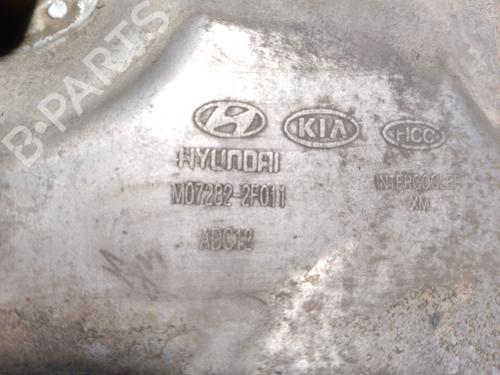 B-PARTS
KIA
HCC
HYUNDAI
M07282-2F011
INTERCOOLER
XM
ADC12